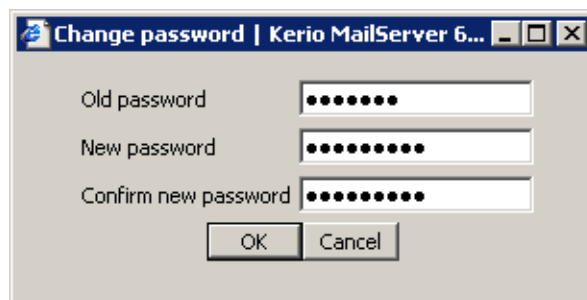 Change password | Kerio MailServer 6...
Old password •••••••
New password •••••••••
Confirm new password •••••••••
OK Cancel